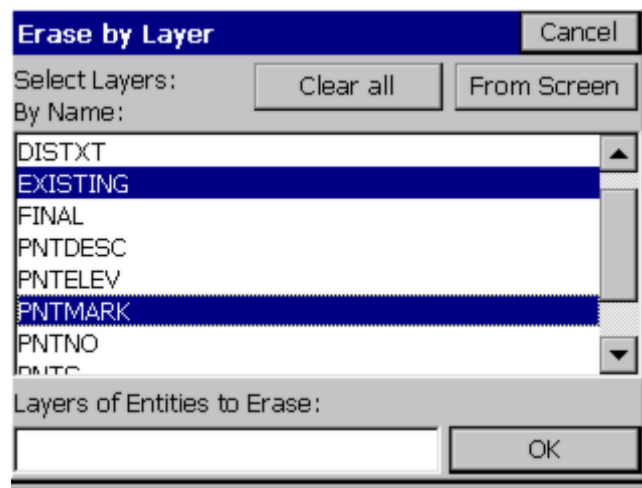 Erase by Layer Cancel
Select Layers: Clear all From Screen
By Name:
DISTXT
EXISTING
FINAL
PNTDESC
PNTELEV
PNTMARK
PNTNO
Layers of Entities to Erase:
OK